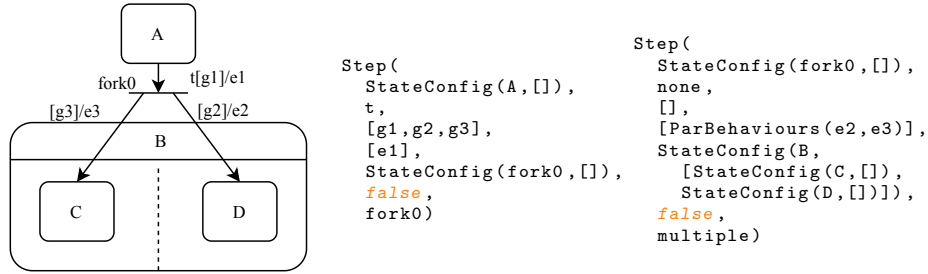 A
fork0
t[g1]/e1
[g3]/e3
[g2]/e2
B
C
D
Step(
StateConfig(A,[]),
t,
[g1,g2,g3],
[e1],
StateConfig(fork0,[]),
false,
fork0)
Step(
StateConfig(fork0,[]),
none,
[],
[ParBehaviours(e2,e3)],
StateConfig(B,
[StateConfig(C,[]),
StateConfig(D,[])]),
false,
multiple)